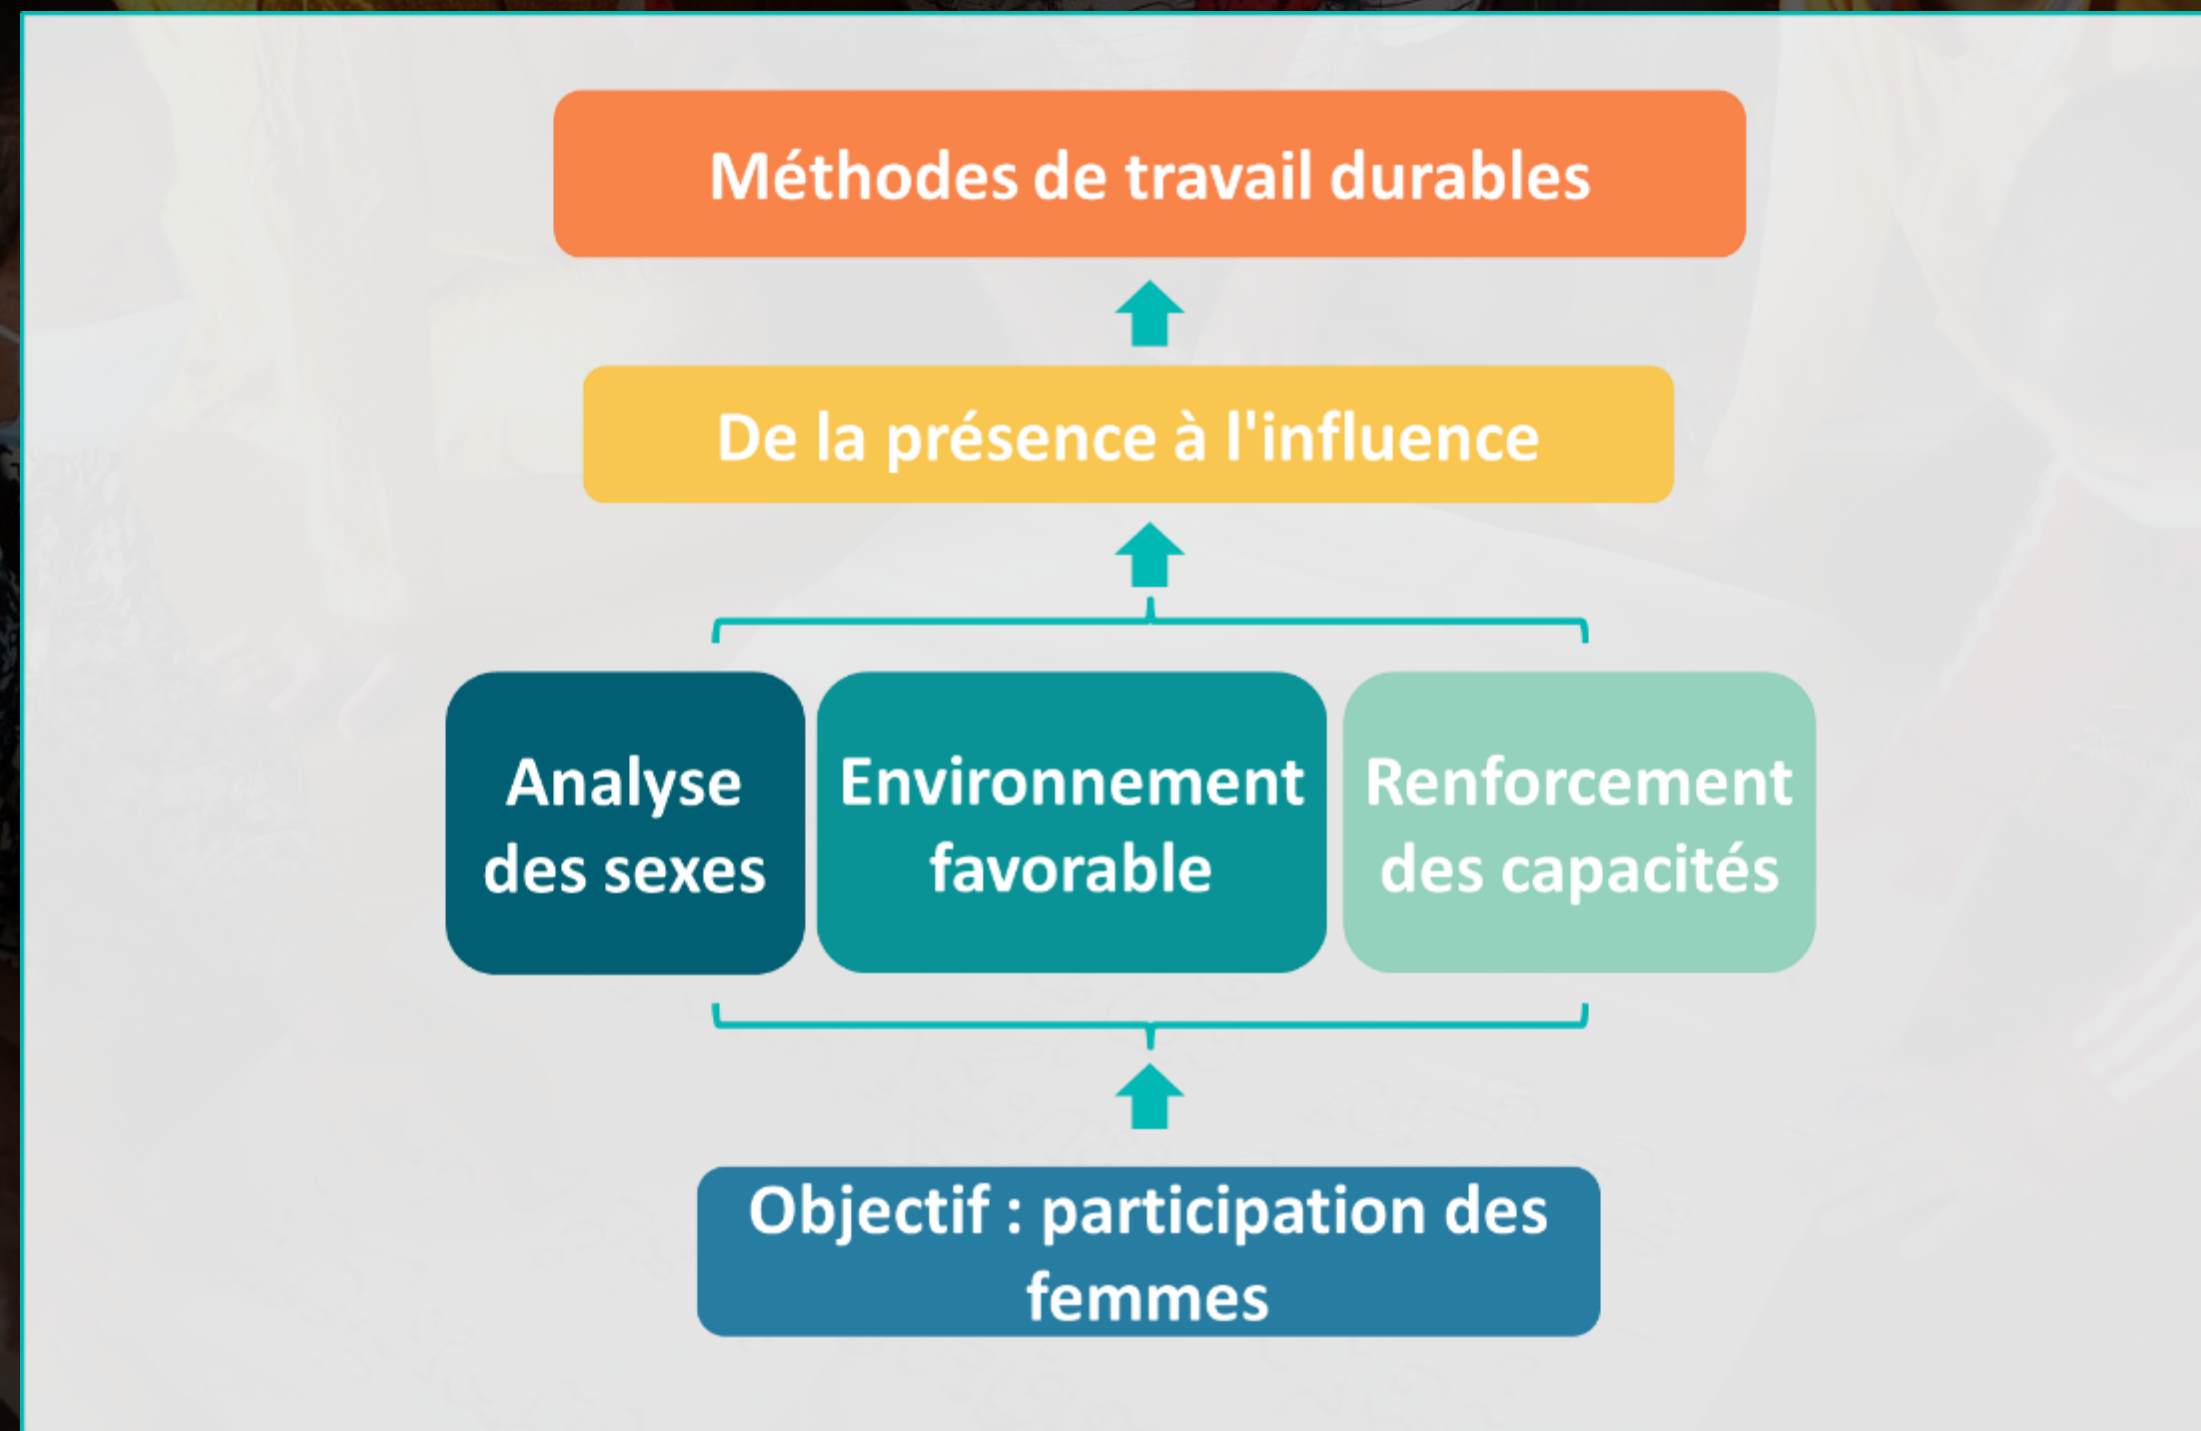 Méthodes de travail durables
De la présence à l'influence
Analyse
des sexes
Environnement
favorable
Renforcement
des capacités
Objectif : participation des
femmes